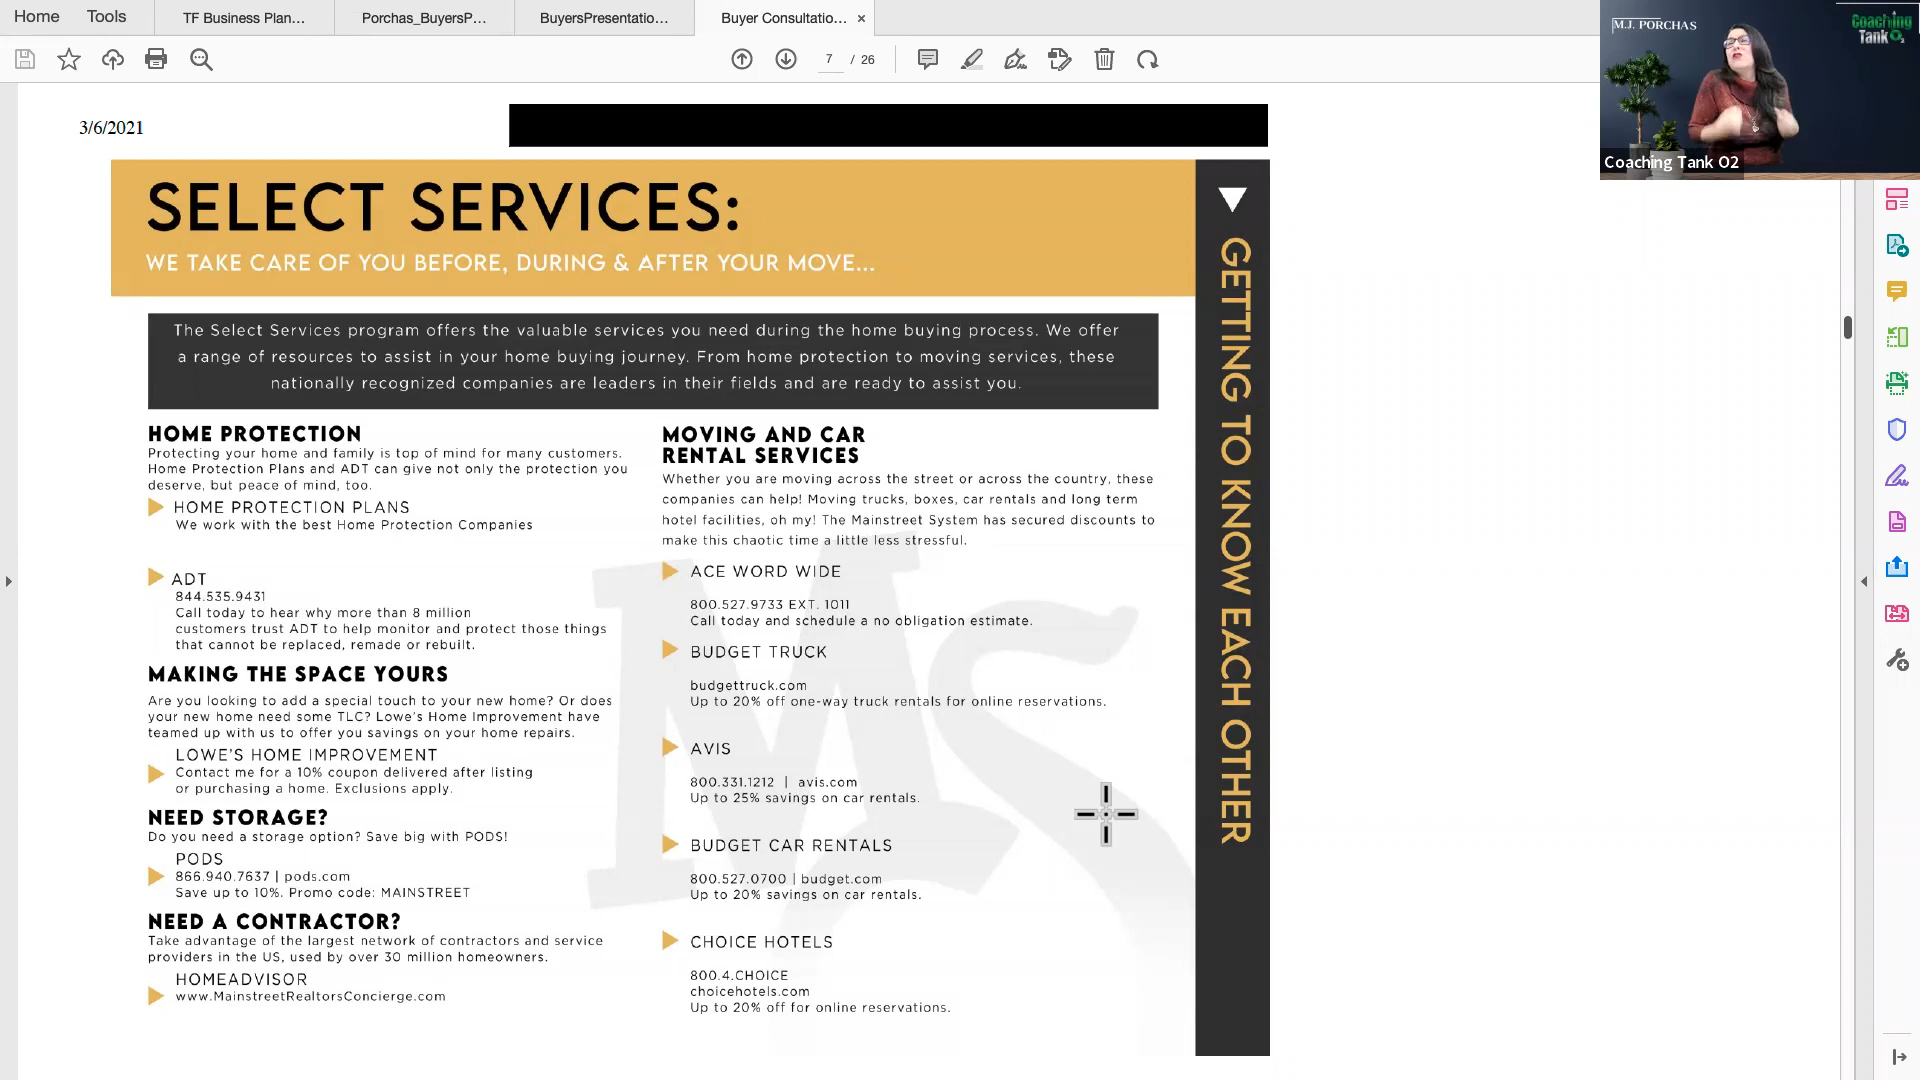 Home
Tools
TF Business Plan...
Porchas_BuyersP...
BuyersPresentatio...
Buyer Consultatio...
×
7 / 26
M.J. PORCHAS
Coaching
Tank O2
Coaching Tank O2
3/6/2021
SELECT SERVICES:
WE TAKE CARE OF YOU BEFORE, DURING & AFTER YOUR MOVE...
The Select Services program offers the valuable services you need during the home buying process. We offer
a range of resources to assist in your home buying journey. From home protection to moving services, these
nationally recognized companies are leaders in their fields and are ready to assist you.
HOME PROTECTION
Protecting your home and family is top of mind for many customers.
Home Protection Plans and ADT can give not only the protection you
deserve, but peace of mind, too.
HOME PROTECTION PLANS
We work with the best Home Protection Companies
ADT
844.535.9431
Call today to hear why more than 8 million
customers trust ADT to help monitor and protect those things
that cannot be replaced, remade or rebuilt.
MAKING THE SPACE YOURS
Are you looking to add a special touch to your new home? Or does
your new home need some TLC? Lowe's Home Improvement have
teamed up with us to offer you savings on your home repairs.
LOWE'S HOME IMPROVEMENT
Contact me for a 10% coupon delivered after listing
or purchasing a home. Exclusions apply.
NEED STORAGE?
Do you need a storage option? Save big with PODS!
PODS
866.940.7637 | pods.com
Save up to 10%. Promo code: MAINSTREET
NEED A CONTRACTOR?
Take advantage of the largest network of contractors and service
providers in the US, used by over 30 million homeowners.
HOMEADVISOR
www.MainstreetRealtorsConcierge.com
MOVING AND CAR
RENTAL SERVICES
Whether you are moving across the street or across the country, these
companies can help! Moving trucks, boxes, car rentals and long term
hotel facilities, oh my! The Mainstreet System has secured discounts to
make this chaotic time a little less stressful.
ACE WORD WIDE
800.527.9733 EXT. 1011
Call today and schedule a no obligation estimate.
BUDGET TRUCK
budgettruck.com
Up to 20% off one-way truck rentals for online reservations.
AVIS
800.331.1212 | avis.com
Up to 25% savings on car rentals.
BUDGET CAR RENTALS
800.527.0700 | budget.com
Up to 20% savings on car rentals.
CHOICE HOTELS
800.4.CHOICE
choicehotels.com
Up to 20% off for online reservations.
MS
GETTING TO KNOW EACH OTHER